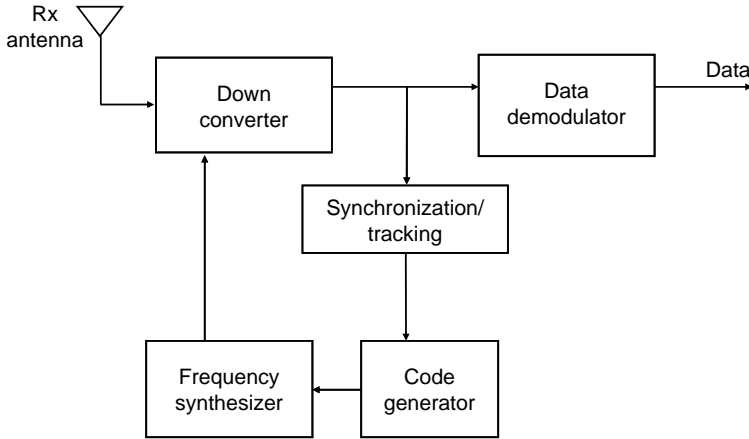 Rx
antenna
Down
converter
Data
demodulator
Data
Synchronization/
tracking
Frequency
synthesizer
Code
generator